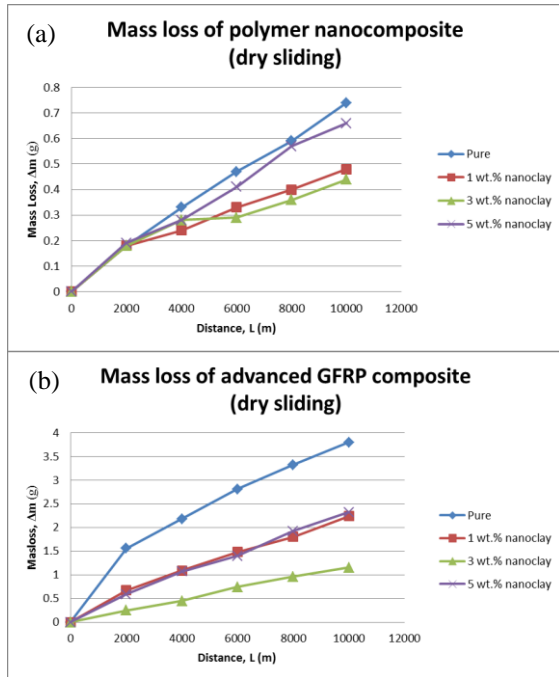 (a)
Mass loss of polymer nanocomposite
(dry sliding)
Mass Loss, Δm (g)
0.8
0.7
0.6
0.5
0.4
0.3
0.2
0.1
0
0 2000 4000 6000 8000 10000 12000
Distance, L (m)
Pure
1 wt.% nanoclay
3 wt.% nanoclay
5 wt.% nanoclay
(b)
Mass loss of advanced GFRP composite
(dry sliding)
Masloss, Δm (g)
4
3.5
3
2.5
2
1.5
1
0.5
0
0 2000 4000 6000 8000 10000 12000
Distance, L (m)
Pure
1 wt.% nanoclay
3 wt.% nanoclay
5 wt.% nanoclay